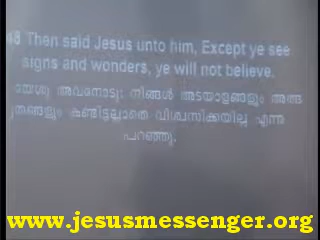 48 Then said Jesus unto him, Except ye see
signs and wonders, ye will not believe.
യേശു അവനോടു: നിങ്ങൾ അടയാളങ്ങളും അത്ഭു
തങ്ങളും കണ്ടിട്ടല്ലാതെ വിശ്വസിക്കയില്ല എന്നു
പറഞ്ഞു.
www.jesusmessenger.org